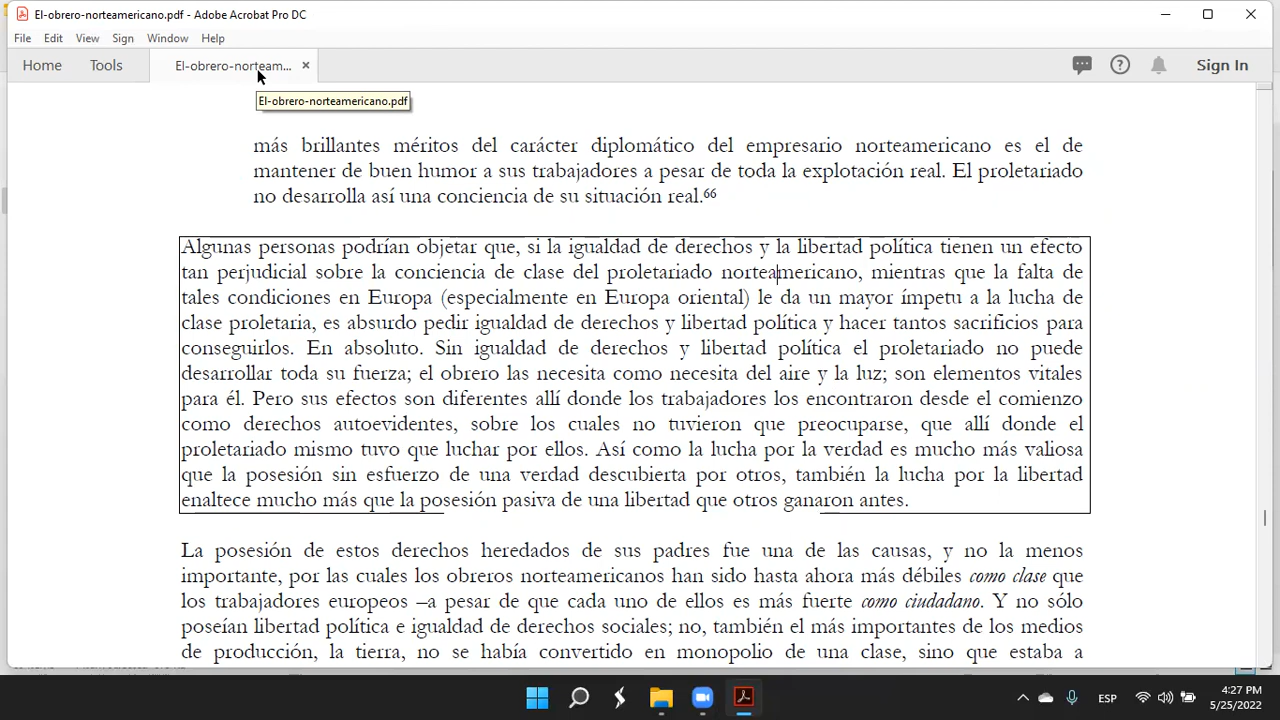 El-obrero-norteamericano.pdf - Adobe Acrobat Pro DC
File Edit View Sign Window Help
Home Tools El-obrero-norteam... × Sign In
El-obrero-norteamericano.pdf
más brillantes méritos del carácter diplomático del empresario norteamericano es el de
mantener de buen humor a sus trabajadores a pesar de toda la explotación real. El proletariado
no desarrolla así una conciencia de su situación real.66
Algunas personas podrían objetar que, si la igualdad de derechos y la libertad política tienen un efecto
tan perjudicial sobre la conciencia de clase del proletariado norteamericano, mientras que la falta de
tales condiciones en Europa (especialmente en Europa oriental) le da un mayor ímpetu a la lucha de
clase proletaria, es absurdo pedir igualdad de derechos y libertad política y hacer tantos sacrificios para
conseguirlos. En absoluto. Sin igualdad de derechos y libertad política el proletariado no puede
desarrollar toda su fuerza; el obrero las necesita como necesita del aire y la luz; son elementos vitales
para él. Pero sus efectos son diferentes allí donde los trabajadores los encontraron desde el comienzo
como derechos autoevidentes, sobre los cuales no tuvieron que preocuparse, que allí donde el
proletariado mismo tuvo que luchar por ellos. Así como la lucha por la verdad es mucho más valiosa
que la posesión sin esfuerzo de una verdad descubierta por otros, también la lucha por la libertad
enaltece mucho más que la posesión pasiva de una libertad que otros ganaron antes.
La posesión de estos derechos heredados de sus padres fue una de las causas, y no la menos
importante, por las cuales los obreros norteamericanos han sido hasta ahora más débiles como clase que
los trabajadores europeos –a pesar de que cada uno de ellos es más fuerte como ciudadano. Y no sólo
poseían libertad política e igualdad de derechos sociales; no, también el más importantes de los medios
de producción, la tierra, no se había convertido en monopolio de una clase, sino que estaba a
ESP
4:27 PM
5/25/2022